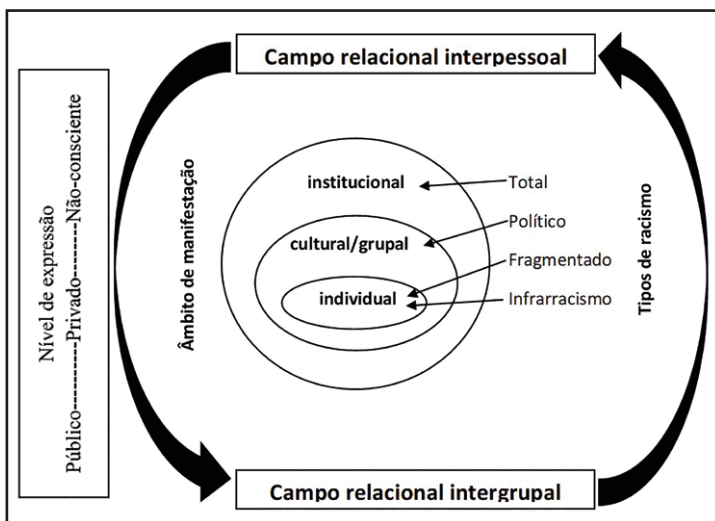 Campo relacional interpessoal
Nível de expressão
Público---------Privado---------Não-consciente
Âmbito de manifestação
institucional
cultural/grupal
individual
Total
Político
Fragmentado
Infrarracismo
Tipos de racismo
Campo relacional intergrupal